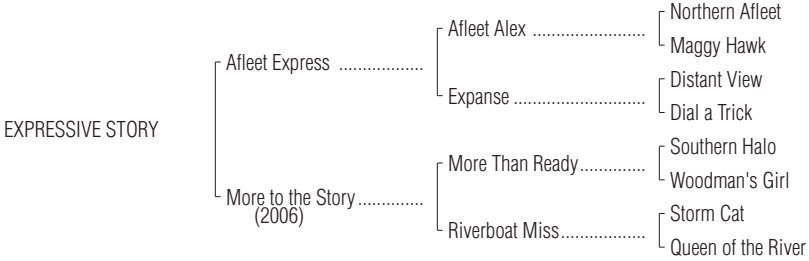 Northern Afleet
Afleet Alex ........................
Maggy Hawk
Afleet Express ..................
Distant View
Expanse ............................
Dial a Trick
EXPRESSIVE STORY
Southern Halo
More Than Ready..............
Woodman's Girl
More to the Story..............
(2006)
Storm Cat
Riverboat Miss..................
Queen of the River